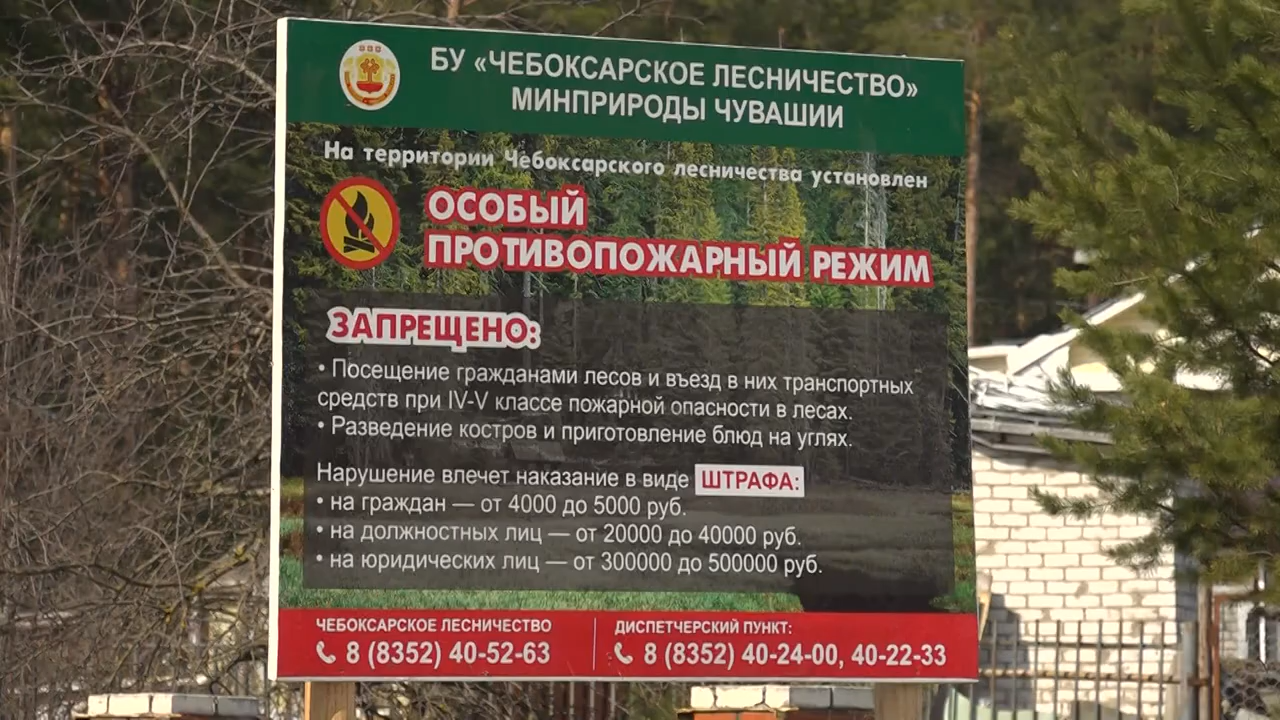 БУ «ЧЕБОКСАРСКОЕ ЛЕСНИЧЕСТВО»
МИНПРИРОДЫ ЧУВАШИИ
На территории Чебоксарского лесничества установлен
ОСОБЫЙ
ПРОТИВОПОЖАРНЫЙ РЕЖИМ
ЗАПРЕЩЕНО:
• Посещение гражданами лесов и въезд в них транспортных
средств при IV-V классе пожарной опасности в лесах.
• Разведение костров и приготовление блюд на углях.
Нарушение влечет наказание в виде ШТРАФА:
• на граждан — от 4000 до 5000 руб.
• на должностных лиц — от 20000 до 40000 руб.
• на юридических лиц — от 300000 до 500000 руб.
ЧЕБОКСАРСКОЕ ЛЕСНИЧЕСТВО
8 (8352) 40-52-63
ДИСПЕТЧЕРСКИЙ ПУНКТ:
8 (8352) 40-24-00, 40-22-33